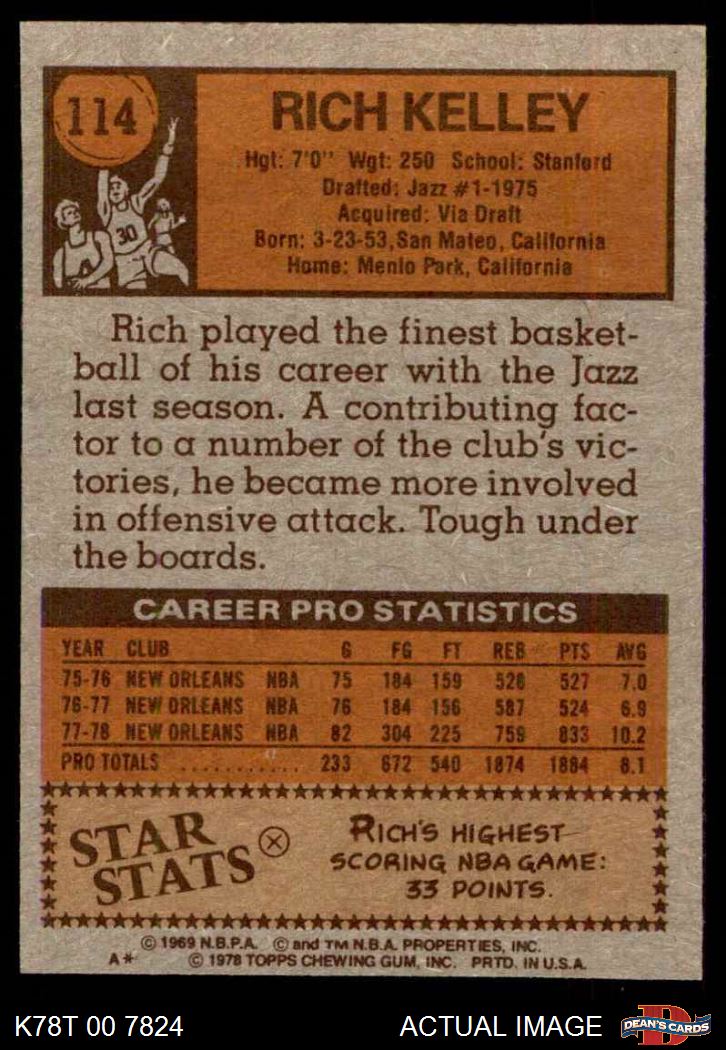 114
RICH KELLEY
Hgt: 7'0" Wgt: 250 School: Stanford
Drafted: Jazz #1-1975
Acquired: Via Draft
Born: 3-23-53, San Mateo, California
Home: Menlo Park, California
30
Rich played the finest basket-
ball of his career with the Jazz
last season. A contributing fac-
tor to a number of the club's vic-
tories, he became more involved
in offensive attack. Tough under
the boards.
CAREER PRO STATISTICS
YEAR CLUB G FG FT REB PTS AVG
75-76 NEW ORLEANS NBA 75 184 159 528 527 7.0
76-77 NEW ORLEANS NBA 76 184 156 587 524 6.9
77-78 NEW ORLEANS NBA 82 304 225 759 833 10.2
PRO TOTALS ........... 233 672 540 1874 1884 8.1
STAR STATS
RICH'S HIGHEST
SCORING NBA GAME:
33 POINTS.
© 1969 N.B.P.A. © and TM N.B.A. PROPERTIES, INC.
A* © 1978 TOPPS CHEWING GUM, INC. PRTD. IN U.S.A.
K78T 00 7824 ACTUAL IMAGE
D
DEAN'S CARDS